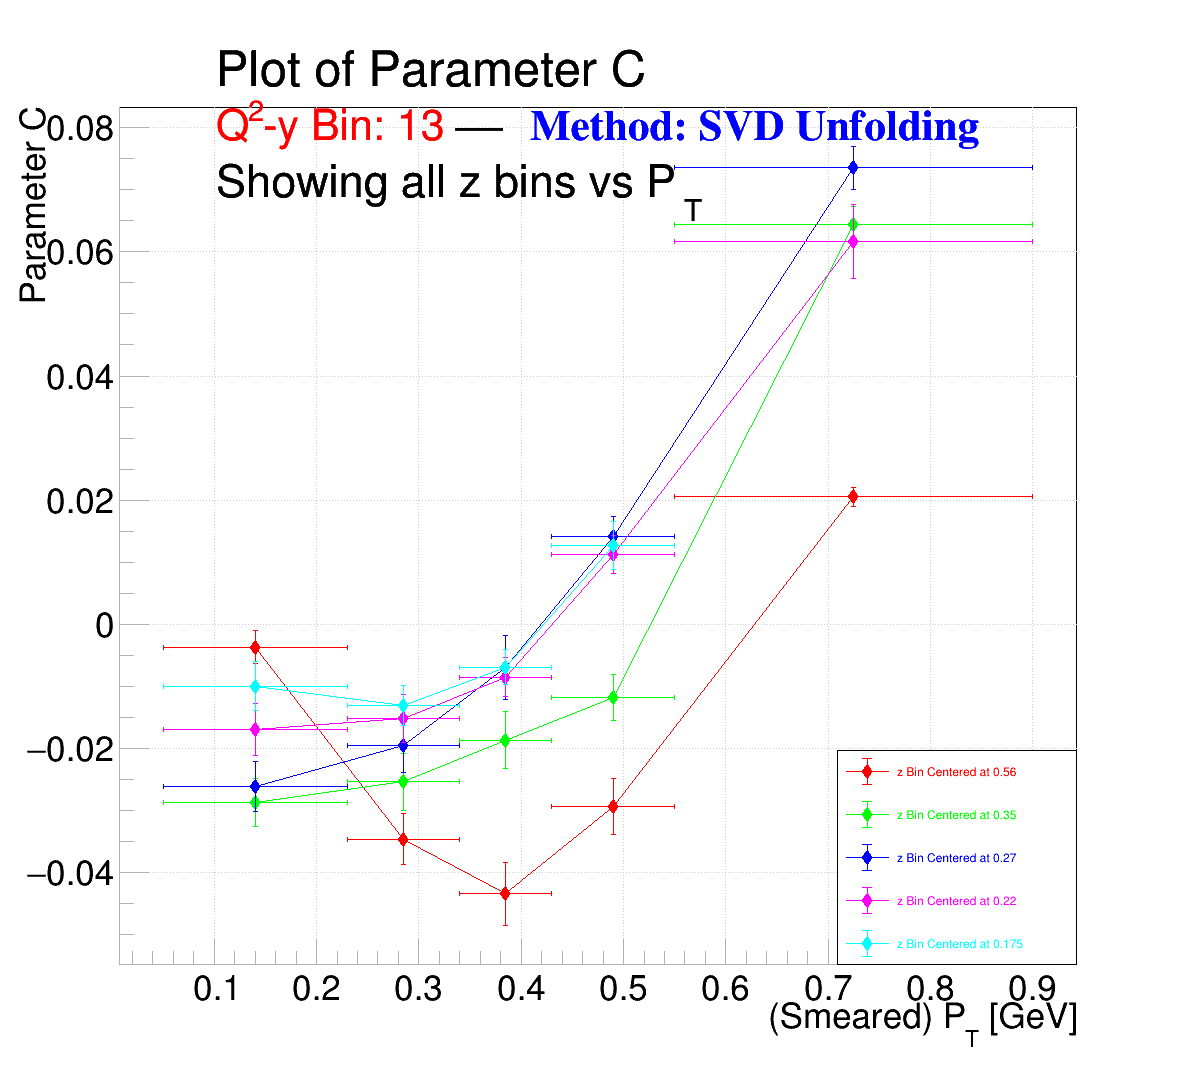 Plot of Parameter C
Q²-y Bin: 13 — Method: SVD Unfolding
Showing all z bins vs P_T
Parameter C
0.08
0.06
0.04
0.02
0
−0.02
−0.04
z Bin Centered at 0.56
z Bin Centered at 0.35
z Bin Centered at 0.27
z Bin Centered at 0.22
z Bin Centered at 0.175
0.1 0.2 0.3 0.4 0.5 0.6 0.7 0.8 0.9
(Smeared) P_T [GeV]